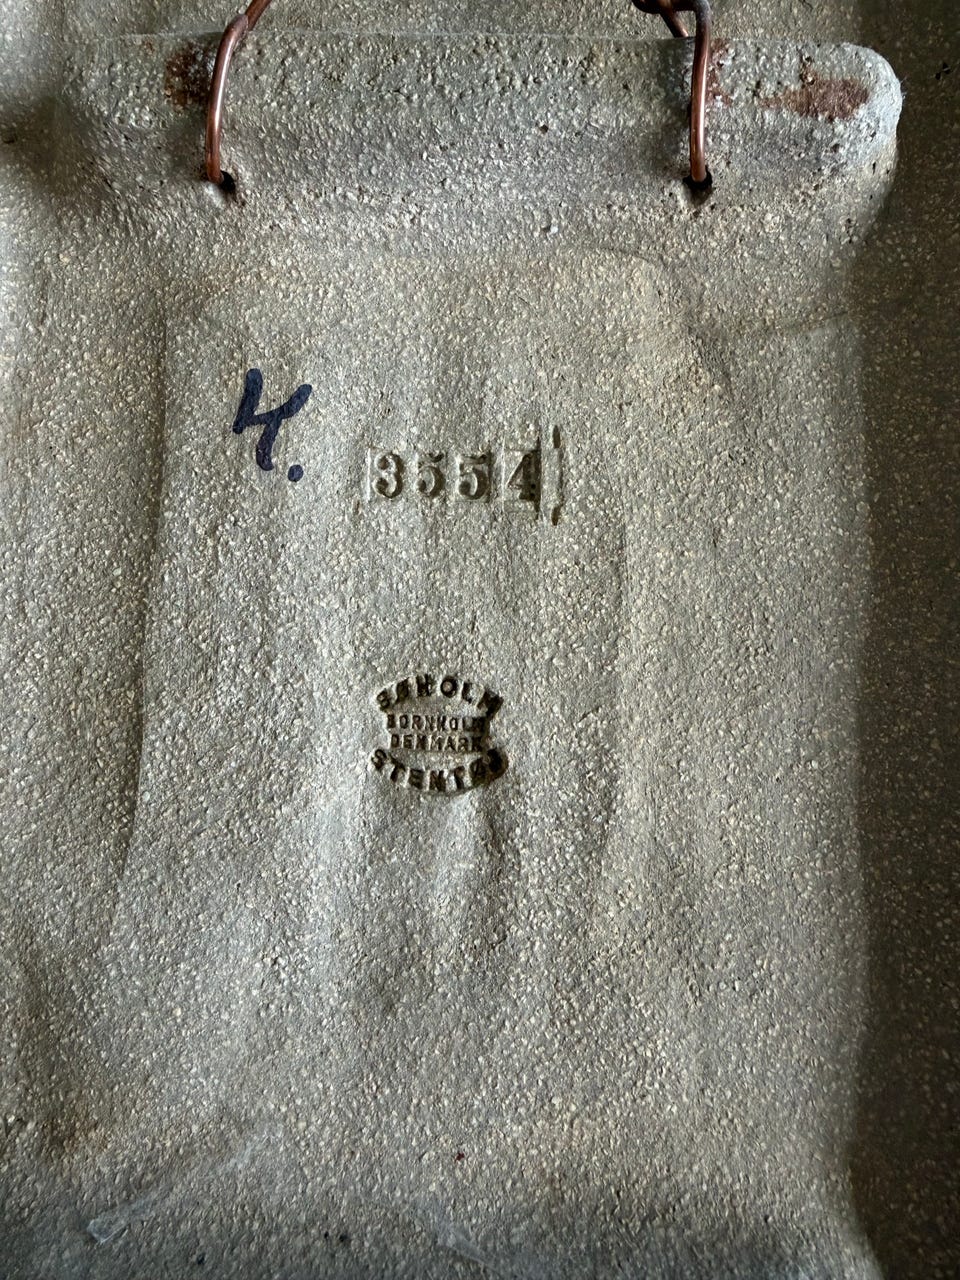 4.
3554
SØHOLM
BORNHOLM
DENMARK
STENTØJ